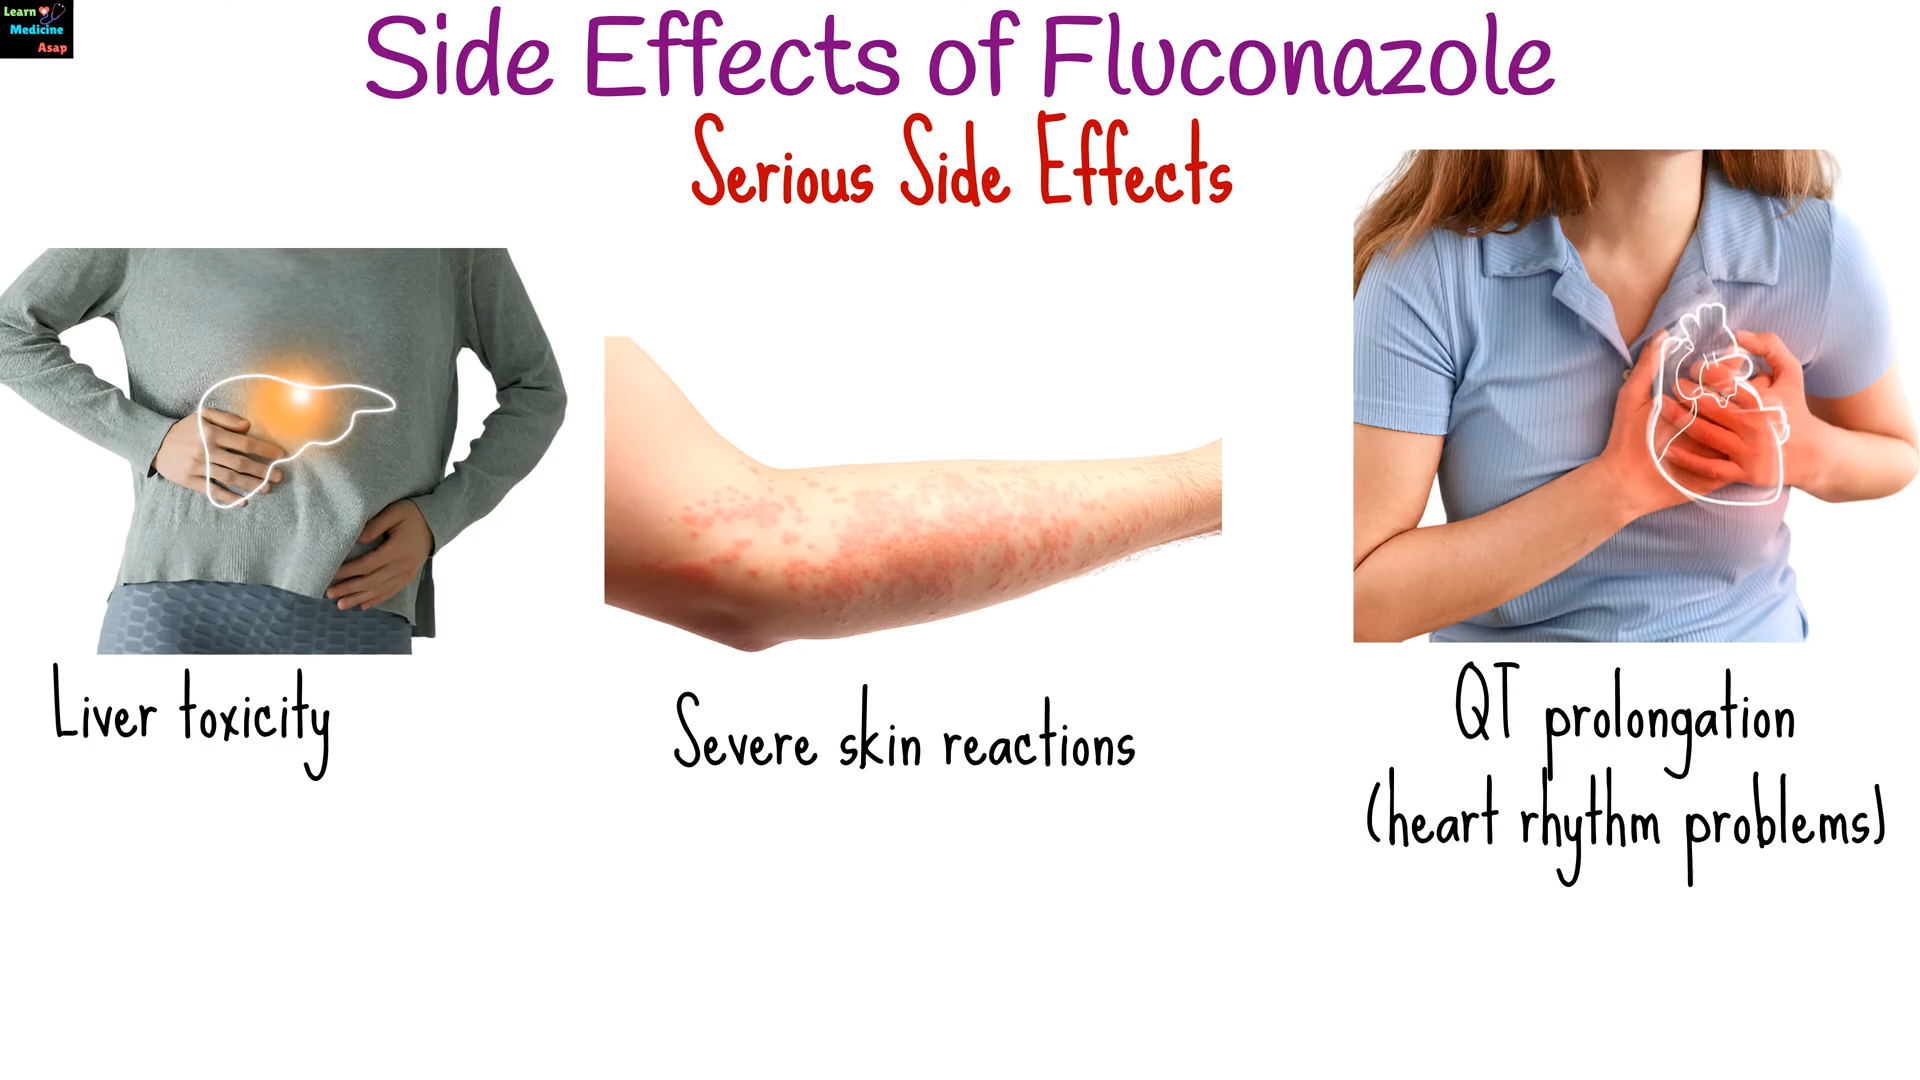 Learn
Medicine
Asap
Side Effects of Fluconazole
Serious Side Effects
Liver toxicity
Severe skin reactions
QT prolongation
(heart rhythm problems)